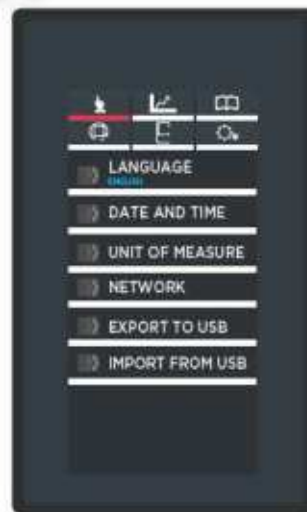 LANGUAGE
ENGLISH
DATE AND TIME
UNIT OF MEASURE
NETWORK
EXPORT TO USB
IMPORT FROM USB